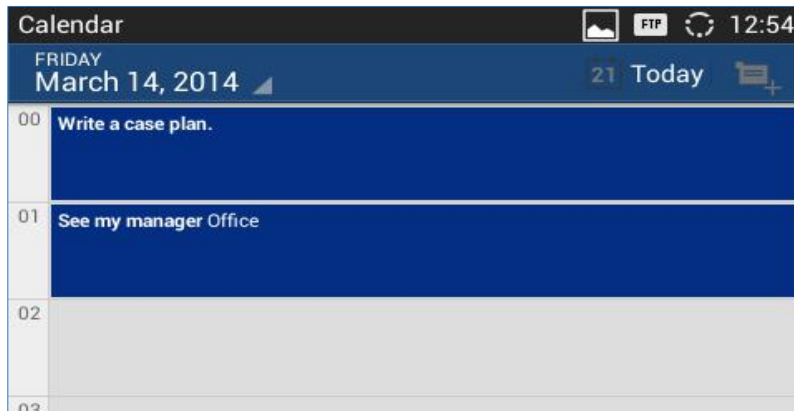 Calendar FTP 12:54
FRIDAY
March 14, 2014 21 Today
00 Write a case plan.
01 See my manager Office
02
03